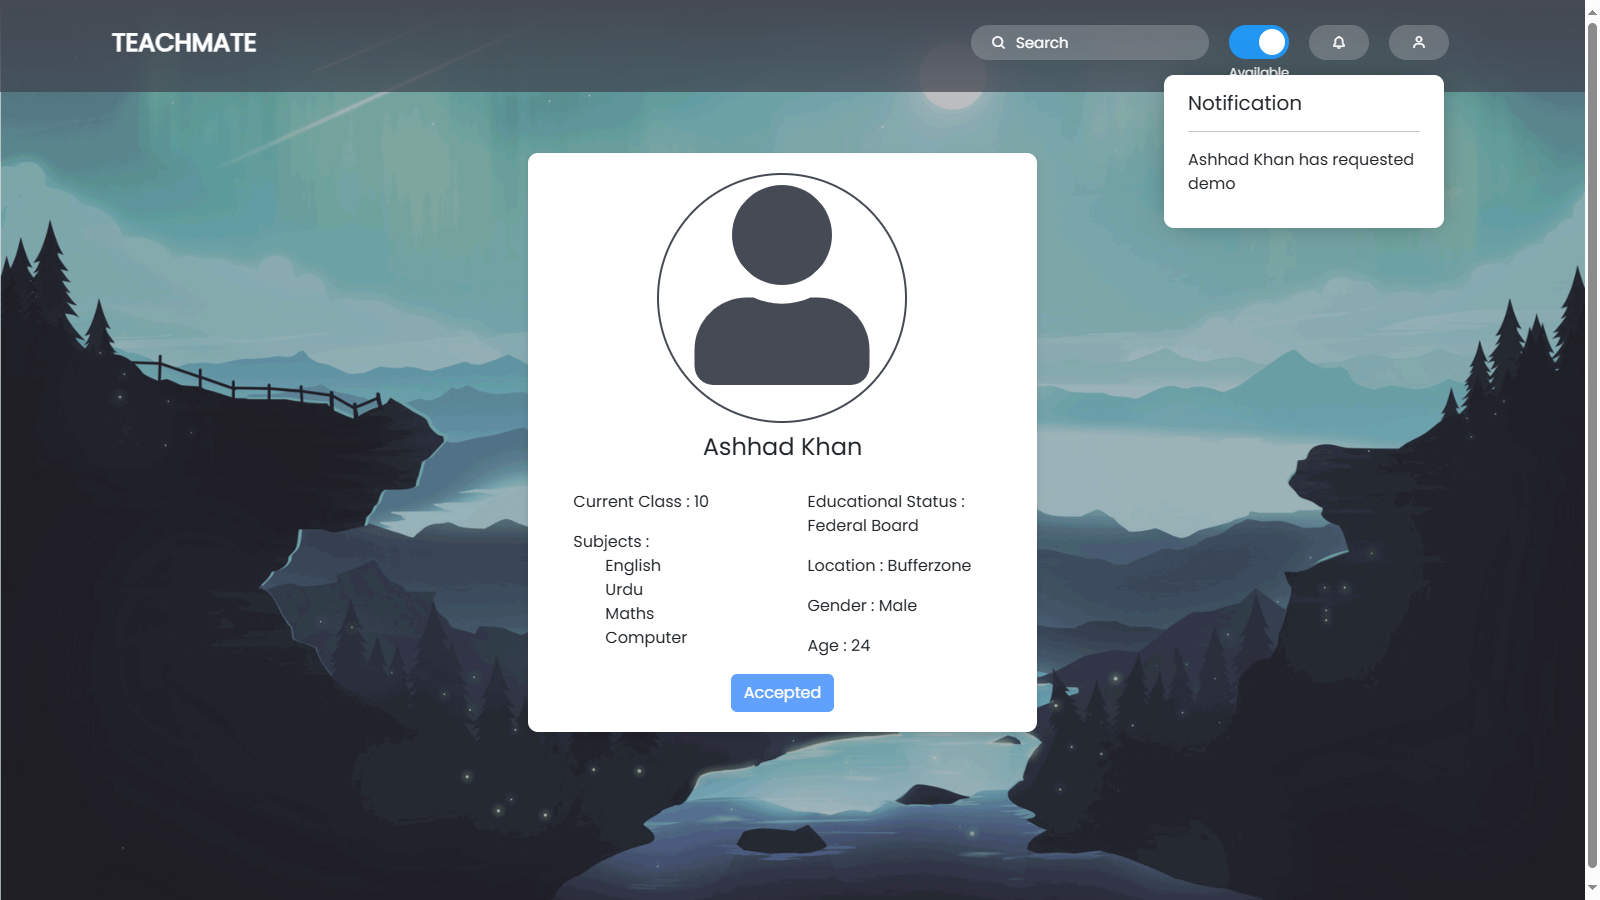 TEACHMATE
Search
Available
Notification
Ashhad Khan has requested
demo
Ashhad Khan
Current Class : 10
Subjects :
English
Urdu
Maths
Computer
Educational Status :
Federal Board
Location : Bufferzone
Gender : Male
Age : 24
Accepted